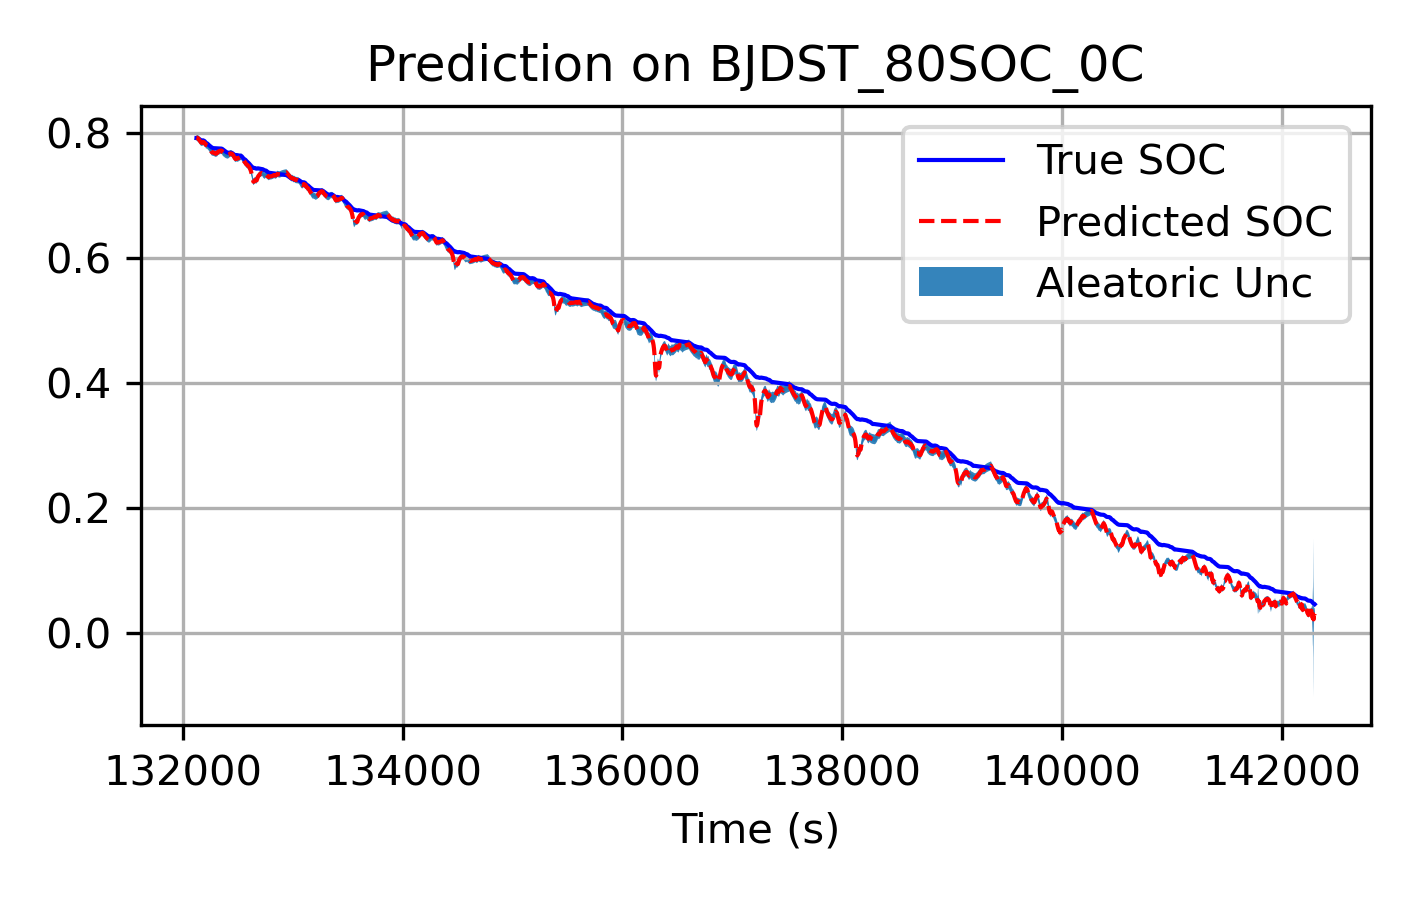 Prediction on BJDST_80SOC_0C
True SOC
Predicted SOC
Aleatoric Unc
0.8
0.6
0.4
0.2
0.0
132000 134000 136000 138000 140000 142000
Time (s)